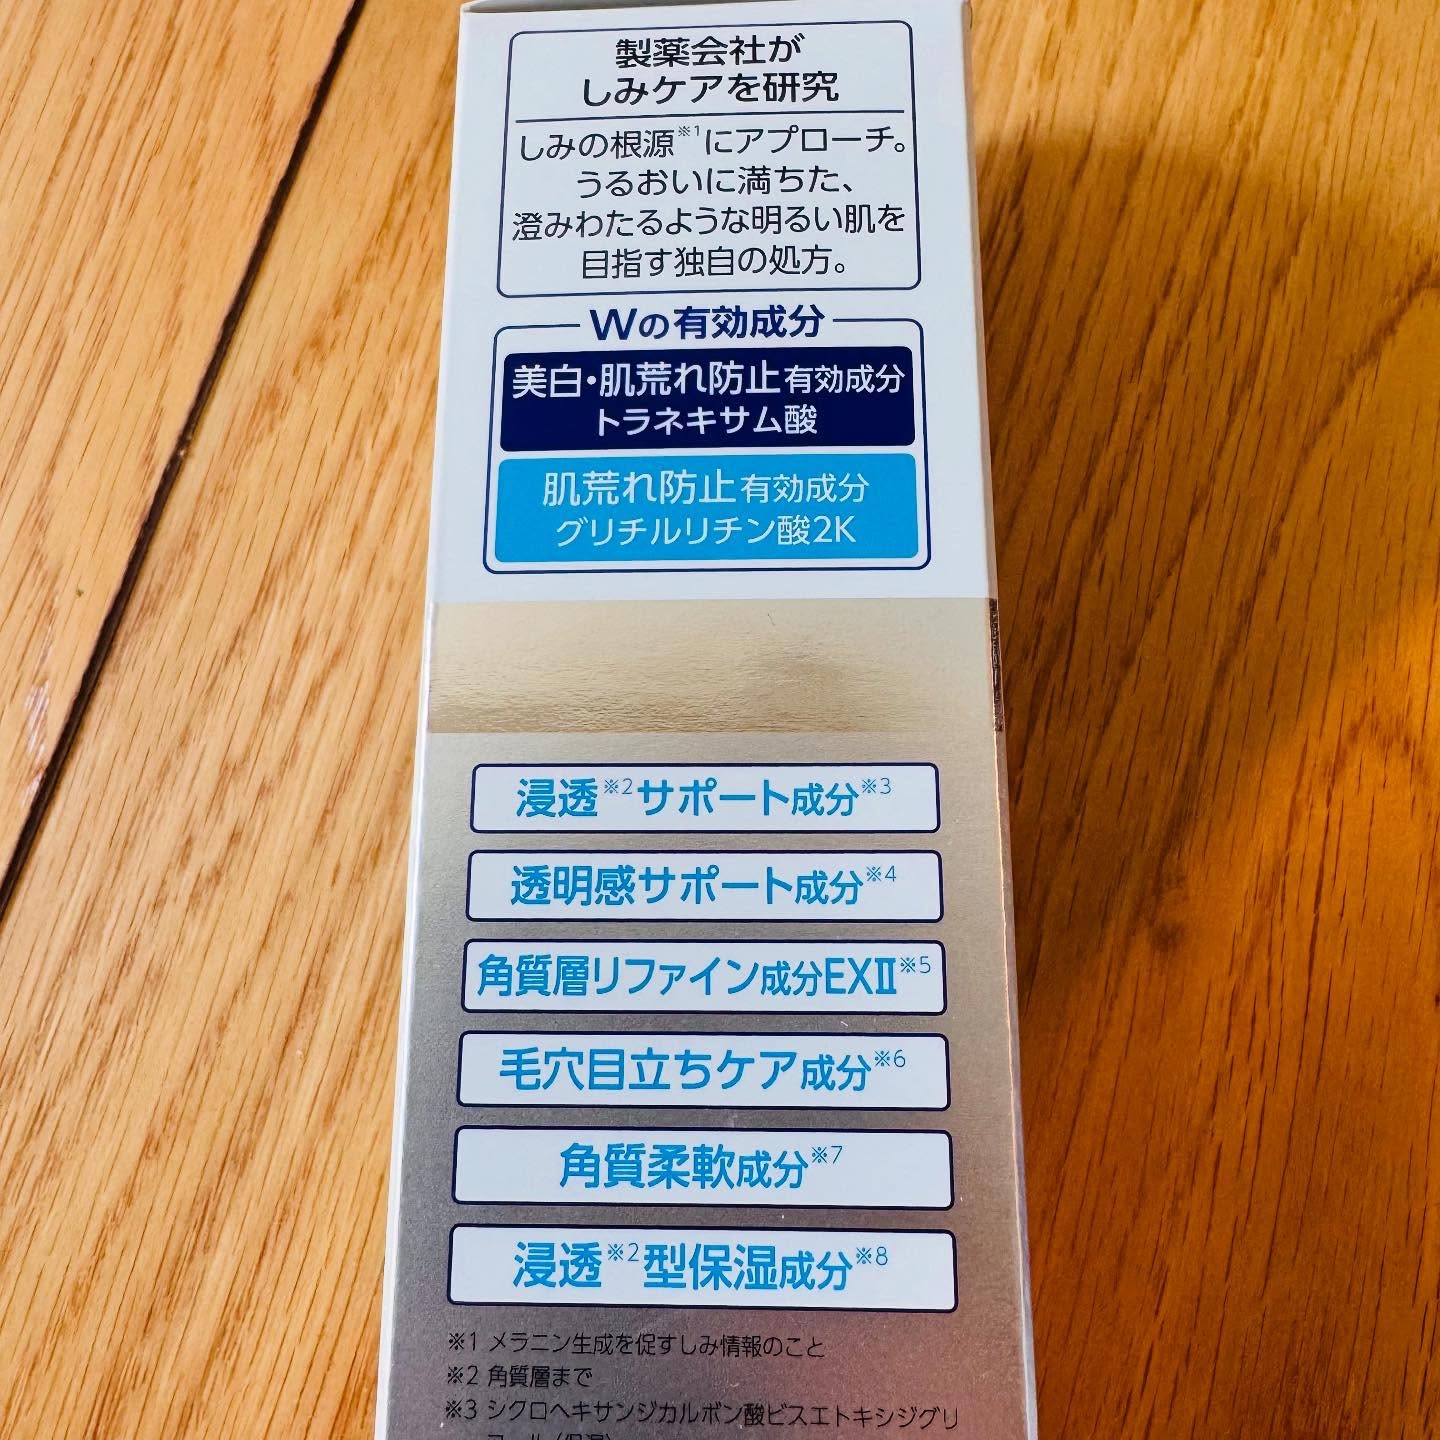 製薬会社が
しみケアを研究
しみの根源※1にアプローチ。
うるおいに満ちた、
澄みわたるような明るい肌を
目指す独自の処方。
Wの有効成分
美白・肌荒れ防止有効成分
トラネキサム酸
肌荒れ防止有効成分
グリチルリチン酸2K
浸透※2サポート成分※3
透明感サポート成分※4
角質層リファイン成分EXⅡ※5
毛穴目立ちケア成分※6
角質柔軟成分※7
浸透※2型保湿成分※8
※1 メラニン生成を促すしみ情報のこと
※2 角質層まで
※3 シクロヘキサンジカルボン酸ビスエトキシジグリ